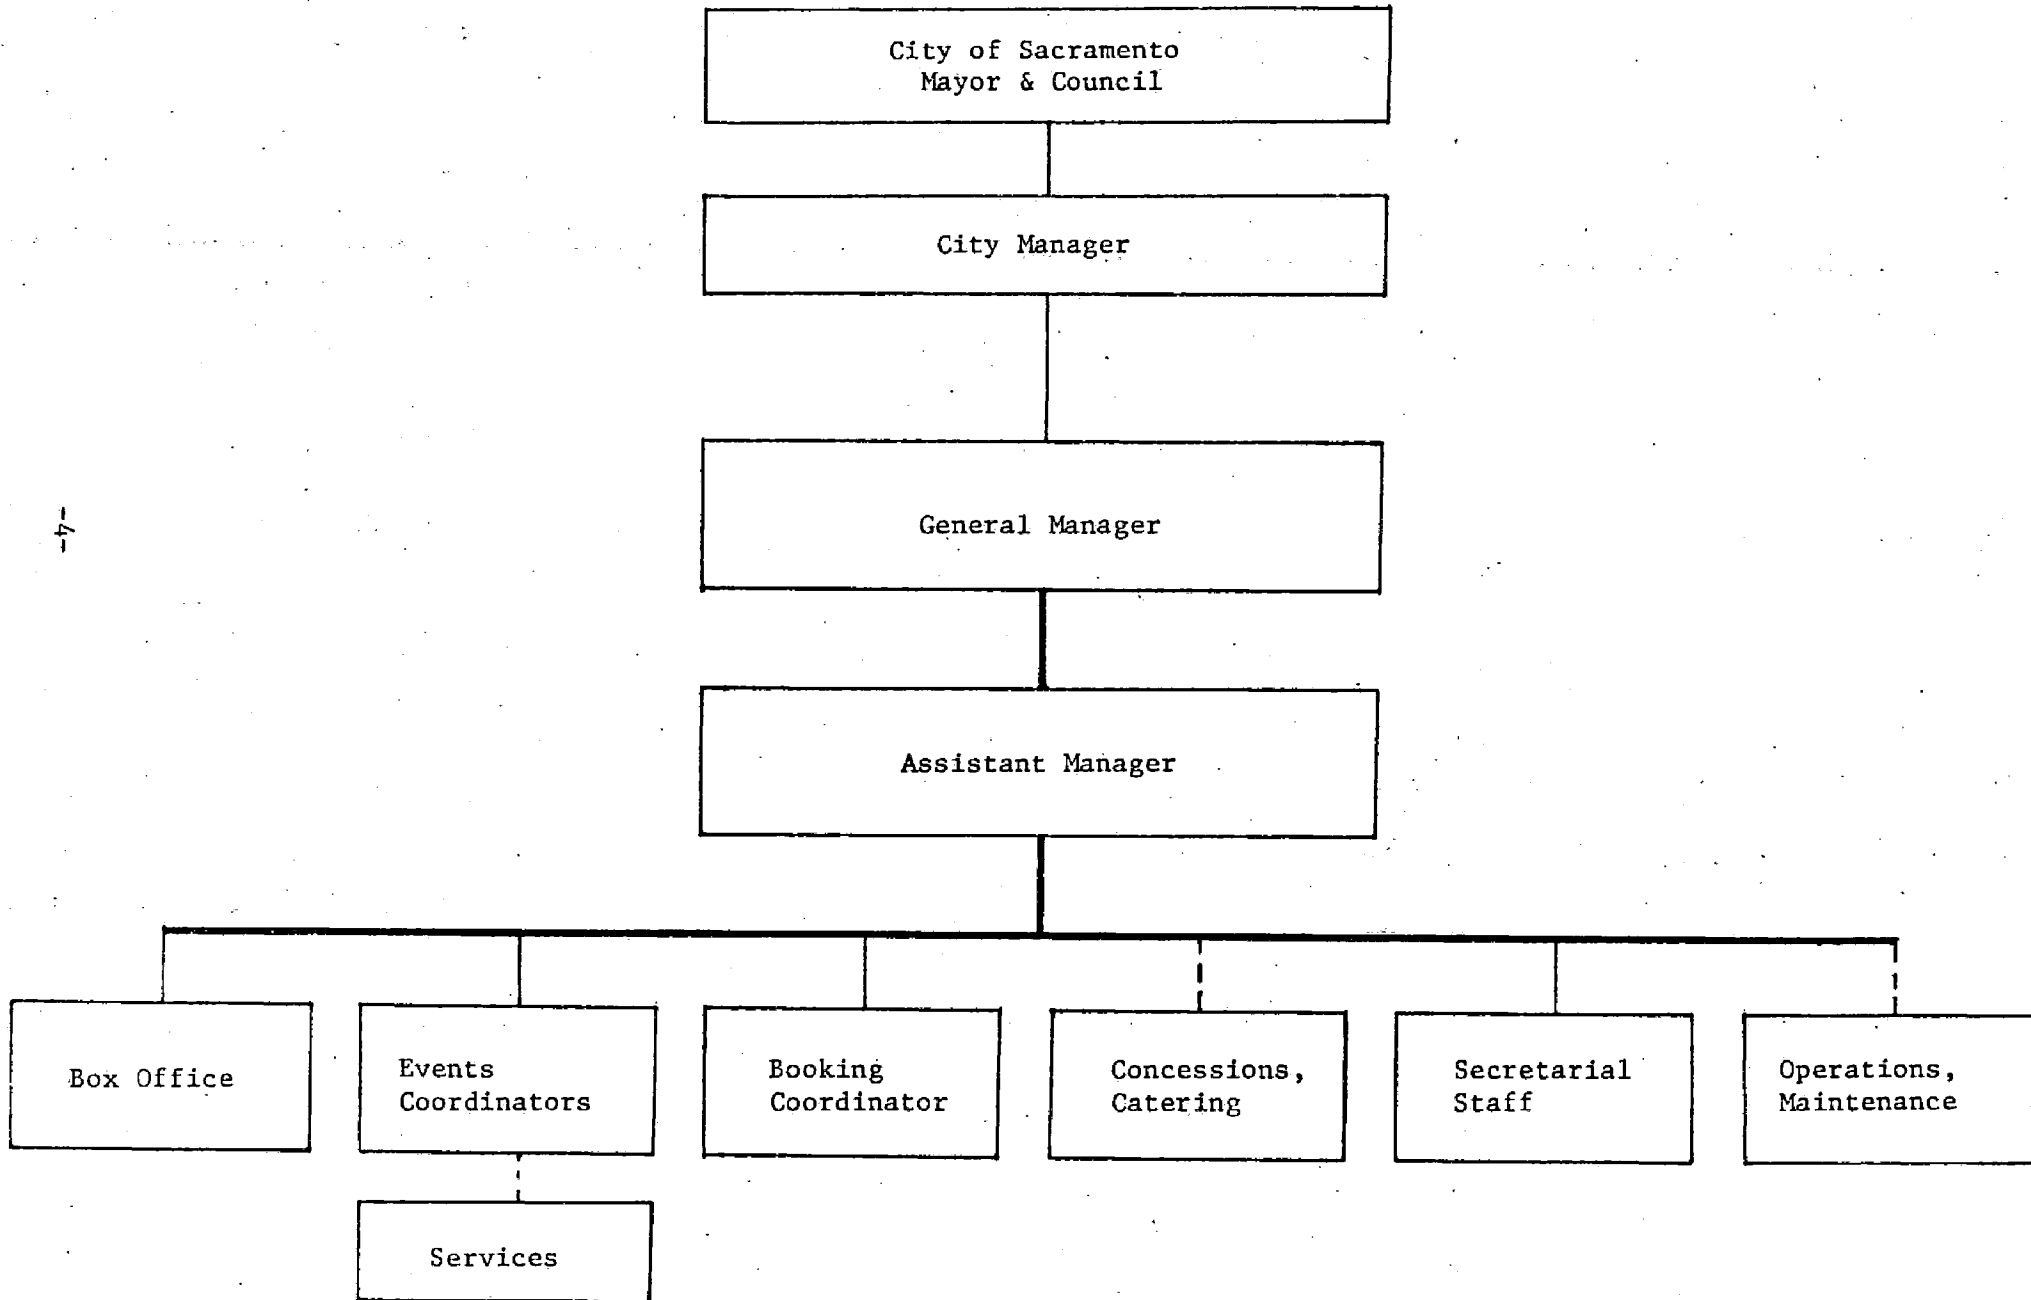 City of Sacramento
Mayor & Council
City Manager
General Manager
-4-
Assistant Manager
Box Office
Events
Coordinators
Booking
Coordinator
Concessions,
Catering
Secretarial
Staff
Operations,
Maintenance
Services